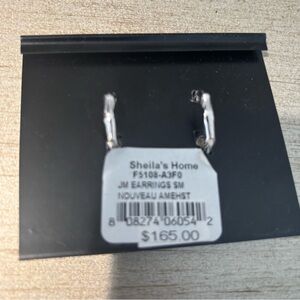 Sheila's Home
F5108-A3F0
JM EARRINGS SM
NOUVEAU AMEHST
8 08274 06054 2
$165.00